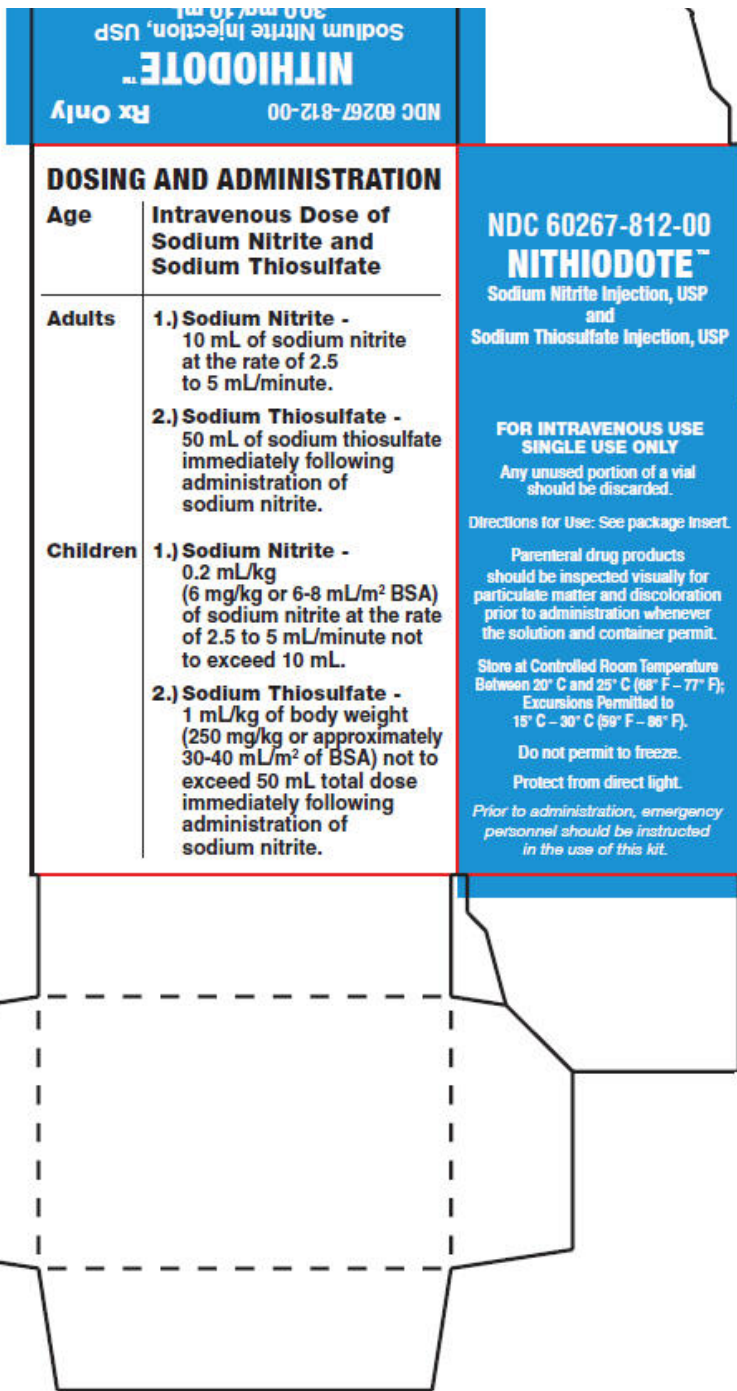 30.0 mg/10 mL
Sodium Nitrite Injection, USP
NITHIODOTE™
NDC 60267-812-00 Rx Only
DOSING AND ADMINISTRATION
Age Intravenous Dose of
Sodium Nitrite and
Sodium Thiosulfate
Adults 1.) Sodium Nitrite -
10 mL of sodium nitrite
at the rate of 2.5
to 5 mL/minute.
2.) Sodium Thiosulfate -
50 mL of sodium thiosulfate
immediately following
administration of
sodium nitrite.
Children 1.) Sodium Nitrite -
0.2 mL/kg
(6 mg/kg or 6-8 mL/m² BSA)
of sodium nitrite at the rate
of 2.5 to 5 mL/minute not
to exceed 10 mL.
2.) Sodium Thiosulfate -
1 mL/kg of body weight
(250 mg/kg or approximately
30-40 mL/m² of BSA) not to
exceed 50 mL total dose
immediately following
administration of
sodium nitrite.
NDC 60267-812-00
NITHIODOTE™
Sodium Nitrite Injection, USP
and
Sodium Thiosulfate Injection, USP
FOR INTRAVENOUS USE
SINGLE USE ONLY
Any unused portion of a vial
should be discarded.
Directions for Use: See package insert.
Parenteral drug products
should be inspected visually for
particulate matter and discoloration
prior to administration whenever
the solution and container permit.
Store at Controlled Room Temperature
Between 20° C and 25° C (68° F – 77° F);
Excursions Permitted to
15° C – 30° C (59° F – 86° F).
Do not permit to freeze.
Protect from direct light.
Prior to administration, emergency
personnel should be instructed
in the use of this kit.